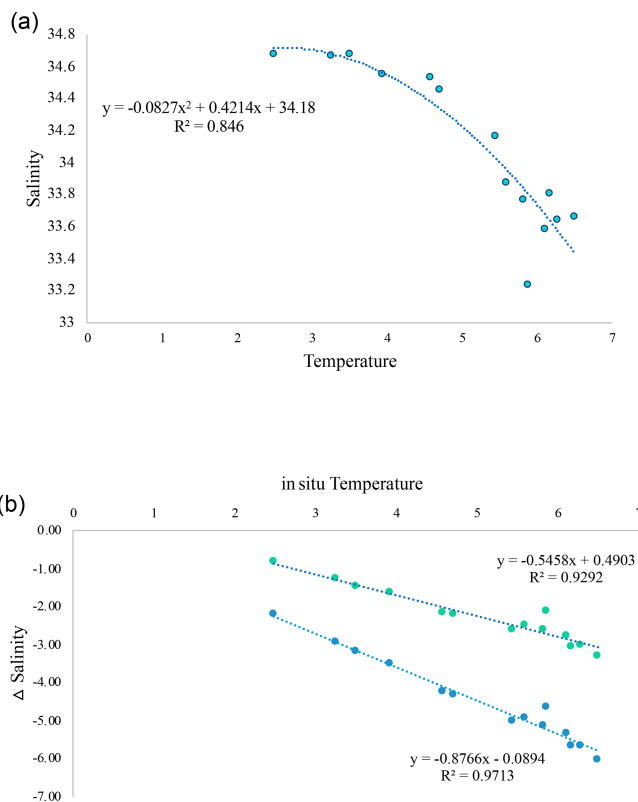 (a)
34.8
34.6
34.4
34.2
34
33.8
33.6
33.4
33.2
33
Salinity
y = -0.0827x² + 0.4214x + 34.18
R² = 0.846
0 1 2 3 4 5 6 7
Temperature
(b)
in situ Temperature
0 1 2 3 4 5 6 7
0.00
-1.00
-2.00
-3.00
-4.00
-5.00
-6.00
-7.00
Δ Salinity
y = -0.5458x + 0.4903
R² = 0.9292
y = -0.8766x - 0.0894
R² = 0.9713